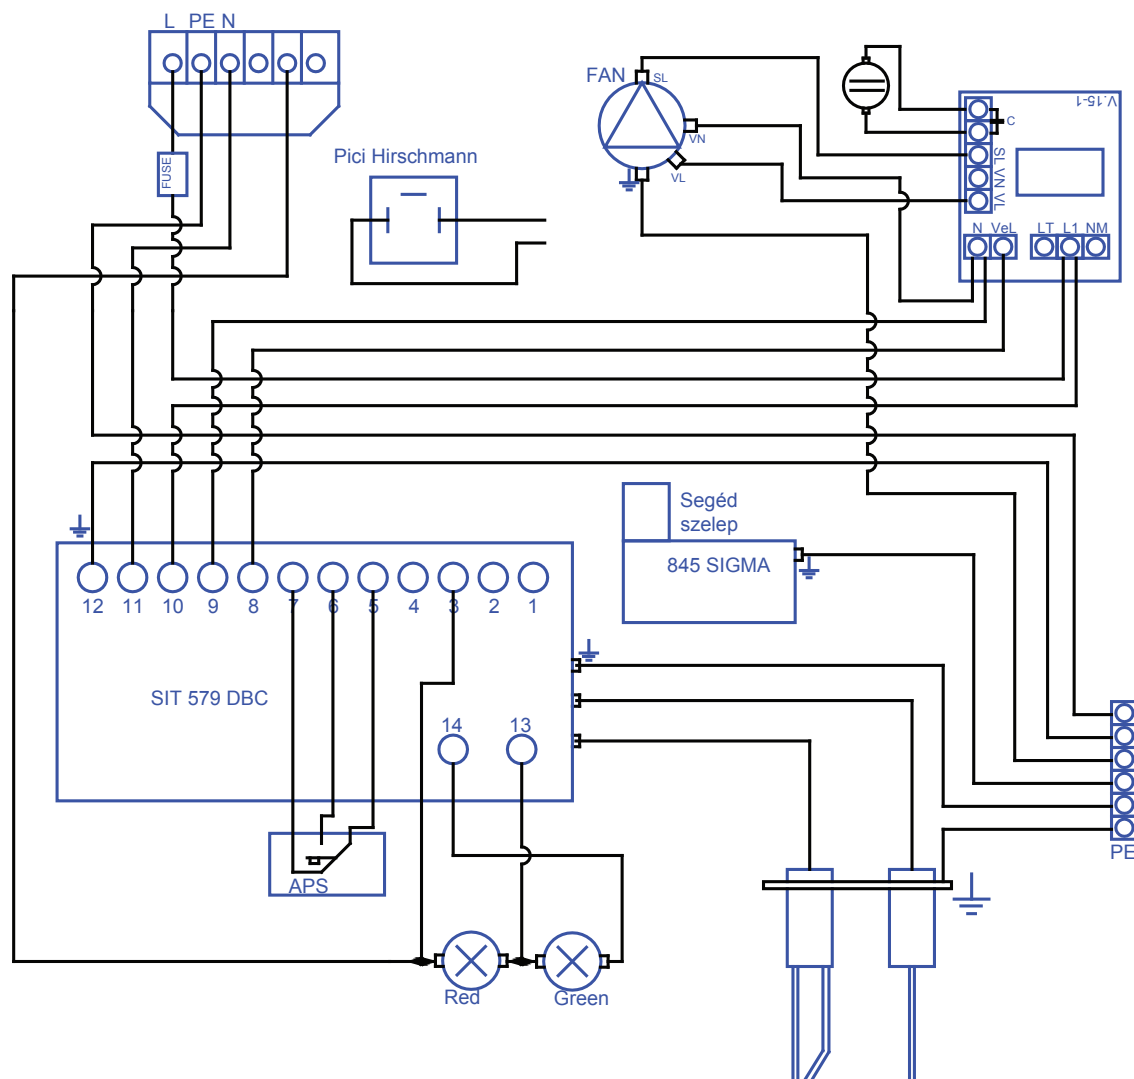 L PE N
FUSE
Pici Hirschmann
FAN
SL
VN
VL
V.15-1
C
SL VN VL
N VeL LT L1 NM
Segéd
szelep
845 SIGMA
12 11 10 9 8 7 6 5 4 3 2 1
SIT 579 DBC
14 13
APS
PE
Red
Green